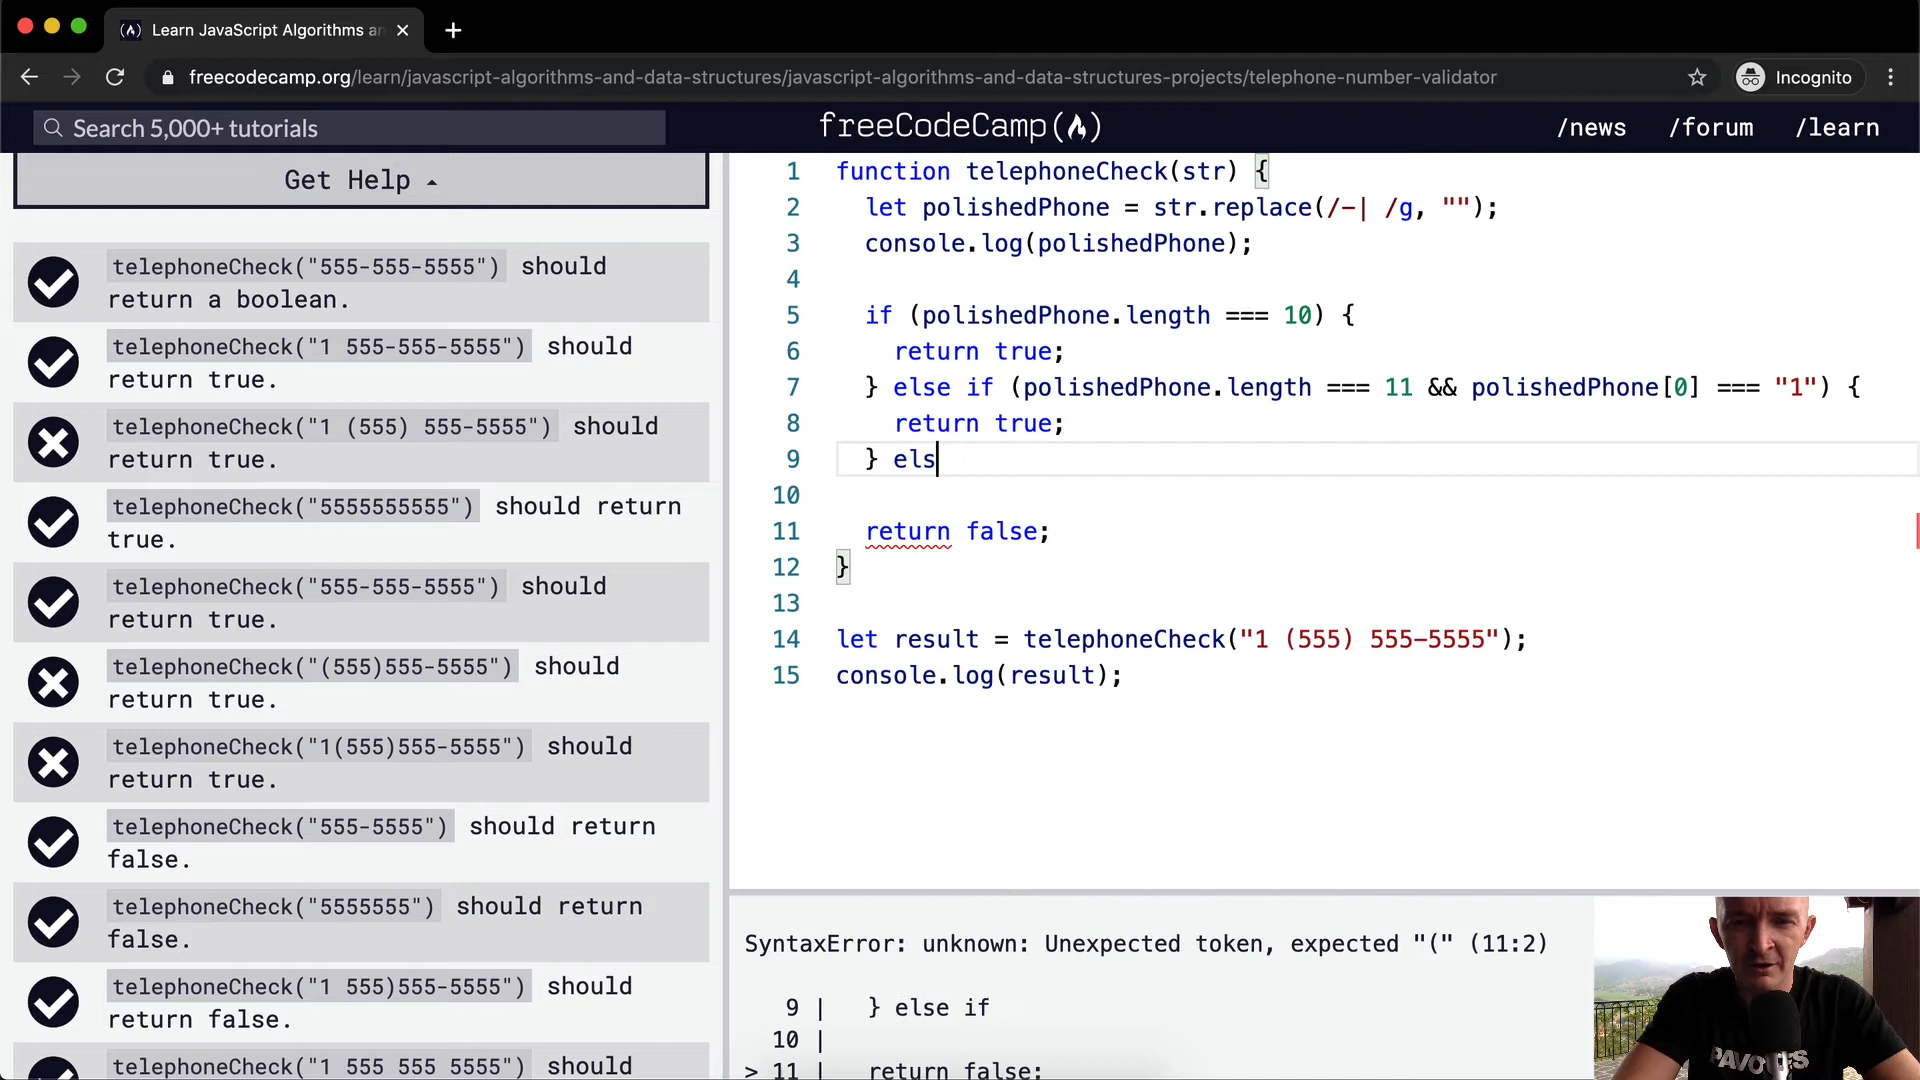 Learn JavaScript Algorithms an
freecodecamp.org/learn/javascript-algorithms-and-data-structures/javascript-algorithms-and-data-structures-projects/telephone-number-validator
Incognito
Search 5,000+ tutorials
freeCodeCamp(🔥)
/news /forum /learn
Get Help
telephoneCheck("555-555-5555") should
return a boolean.
telephoneCheck("1 555-555-5555") should
return true.
telephoneCheck("1 (555) 555-5555") should
return true.
telephoneCheck("5555555555") should return
true.
telephoneCheck("555-555-5555") should
return true.
telephoneCheck("(555)555-5555") should
return true.
telephoneCheck("1(555)555-5555") should
return true.
telephoneCheck("555-5555") should return
false.
telephoneCheck("5555555") should return
false.
telephoneCheck("1 555)555-5555") should
return false.
telephoneCheck("1 555 555 5555") should
1 function telephoneCheck(str) {
2 let polishedPhone = str.replace(/-| /g, "");
3 console.log(polishedPhone);
4
5 if (polishedPhone.length === 10) {
6 return true;
7 } else if (polishedPhone.length === 11 && polishedPhone[0] === "1") {
8 return true;
9 } els
10
11 return false;
12 }
13
14 let result = telephoneCheck("1 (555) 555-5555");
15 console.log(result);
SyntaxError: unknown: Unexpected token, expected "(" (11:2)
9 | } else if
10 |
> 11 | return false;